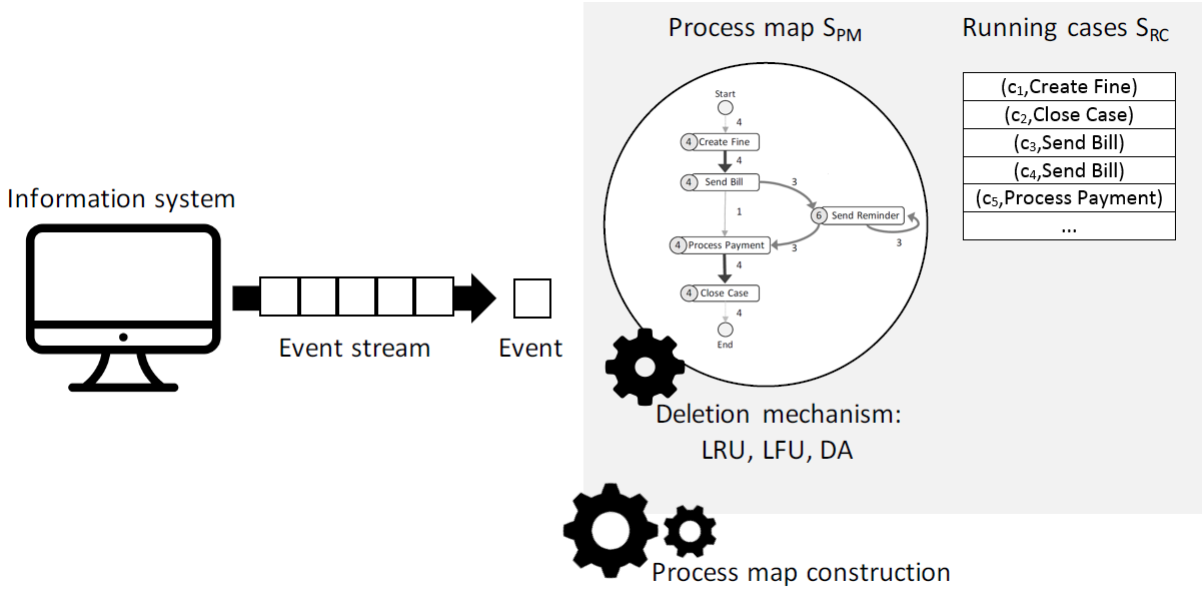 Process map S_PM
Running cases S_RC
Start
4
4 Create Fine
4
4 Send Bill
3
1
6 Send Reminder
3
3
4 Process Payment
4
4 Close Case
4
End
(c₁,Create Fine)
(c₂,Close Case)
(c₃,Send Bill)
(c₄,Send Bill)
(c₅,Process Payment)
...
Information system
Event stream
Event
Deletion mechanism:
LRU, LFU, DA
Process map construction